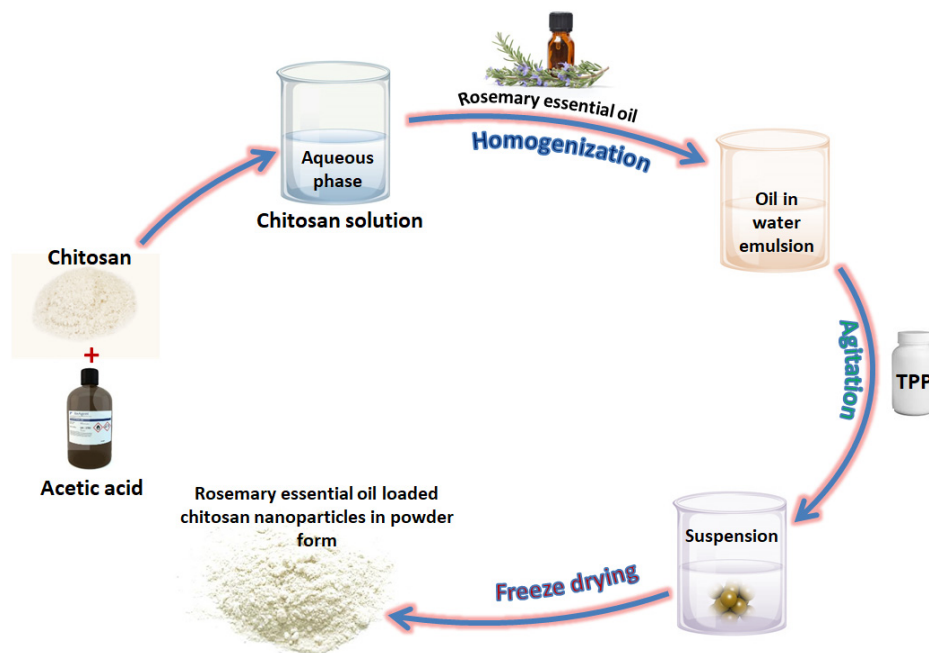 Chitosan
+
Acetic acid
Aqueous
phase
Chitosan solution
Rosemary essential oil
Homogenization
Oil in
water
emulsion
Agitation
TPP
Suspension
Freeze drying
Rosemary essential oil loaded
chitosan nanoparticles in powder
form